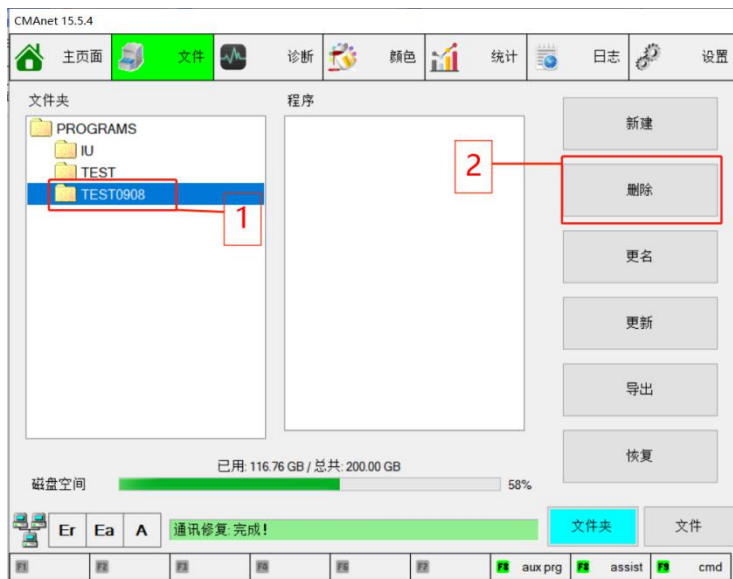 CMAnet 15.5.4
主页面 文件 诊断 颜色 统计 日志 设置
文件夹 程序
PROGRAMS
IU
TEST
TEST0908
1
2
新建
删除
更名
更新
导出
恢复
已用: 116.76 GB / 总共: 200.00 GB
磁盘空间 58%
Er Ea A 通讯修复: 完成! 文件夹 文件
F1 F2 F3 aux prg assist F9 cmd